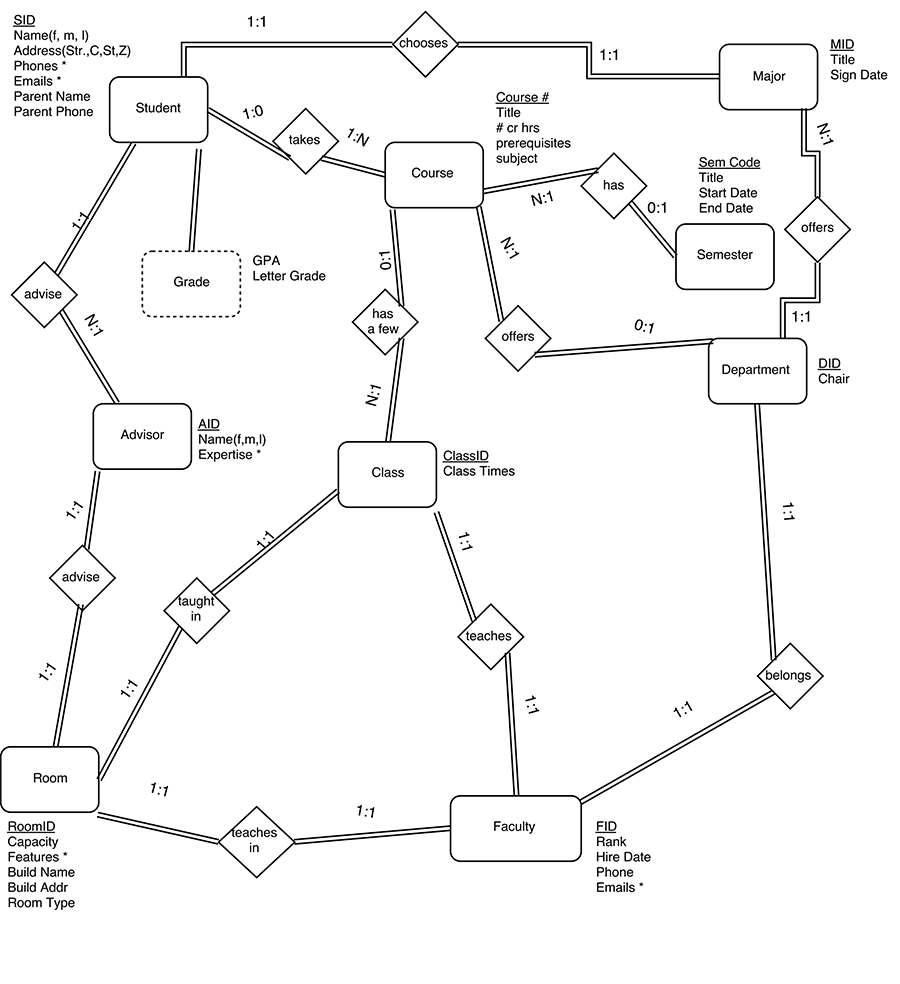 SID
Name(f, m, l)
Address(Str.,C,St,Z)
Phones *
Emails *
Parent Name
Parent Phone
Student
1:1
chooses
1:1
Major
MID
Title
Sign Date
1:0
takes
1:N
Course #
Title
# cr hrs
prerequisites
subject
Course
N:1
has
0:1
Sem Code
Title
Start Date
End Date
Semester
N:1
offers
1:1
1:1
advise
N:1
Grade
GPA
Letter Grade
0:1
has
a few
N:1
N:1
offers
0:1
Department
DID
Chair
Advisor
AID
Name(f,m,l)
Expertise *
Class
ClassID
Class Times
1:1
advise
1:1
1:1
taught
in
1:1
1:1
teaches
1:1
1:1
belongs
1:1
Room
RoomID
Capacity
Features *
Build Name
Build Addr
Room Type
1:1
teaches
in
1:1
Faculty
FID
Rank
Hire Date
Phone
Emails *